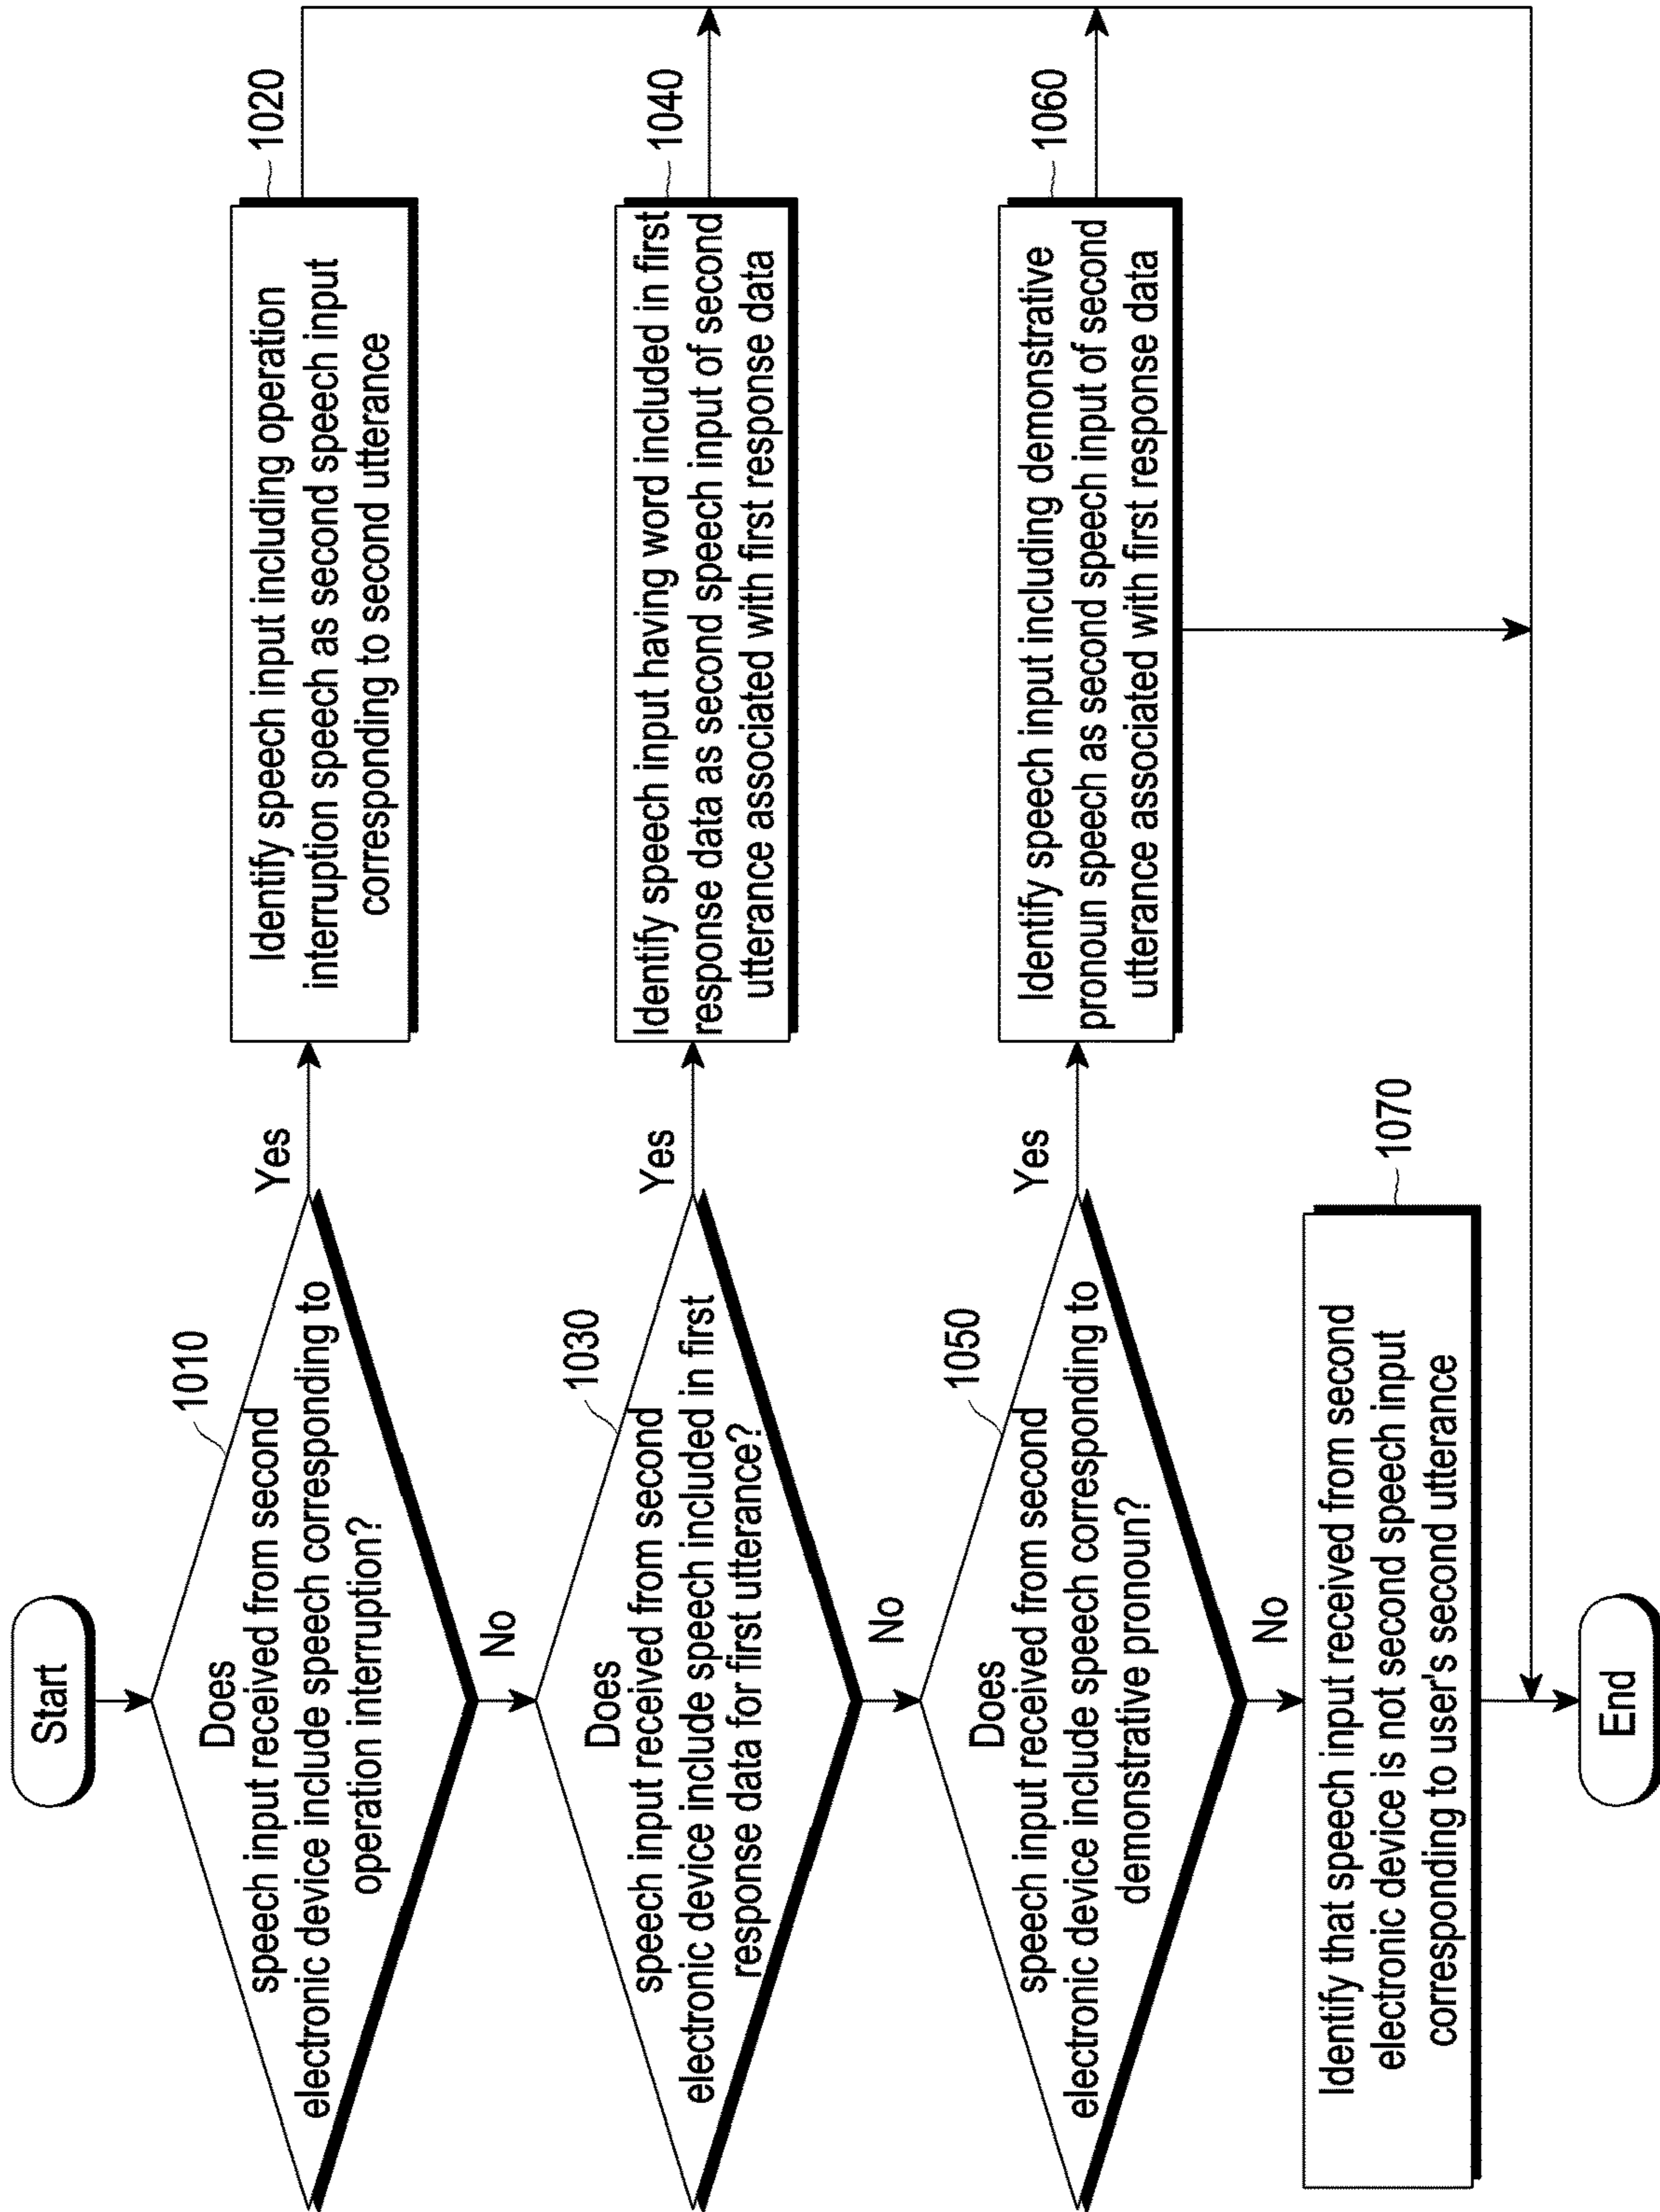 Start
1010
Does
speech input received from second
electronic device include speech corresponding to
operation interruption?
Yes
1020
Identify speech input including operation
interruption speech as second speech input
corresponding to second utterance
No
1030
Does
speech input received from second
electronic device include speech included in first
response data for first utterance?
Yes
1040
Identify speech input having word included in first
response data as second speech input of second
utterance associated with first response data
No
1050
Does
speech input received from second
electronic device include speech corresponding to
demonstrative pronoun?
Yes
1060
Identify speech input including demonstrative
pronoun speech as second speech input of second
utterance associated with first response data
No
1070
Identify that speech input received from second
electronic device is not second speech input
corresponding to user's second utterance
End